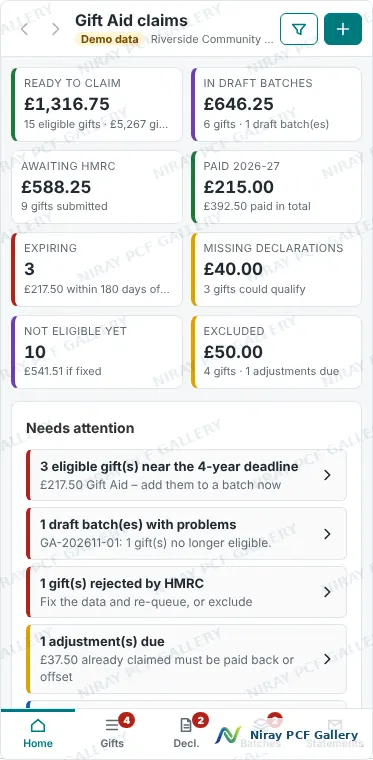 Gift Aid claims
Demo data Riverside Community ...
READY TO CLAIM
£1,316.75
15 eligible gifts · £5,267 gi...
IN DRAFT BATCHES
£646.25
6 gifts · 1 draft batch(es)
AWAITING HMRC
£588.25
9 gifts submitted
PAID 2026-27
£215.00
£392.50 paid in total
EXPIRING
3
£217.50 within 180 days of...
MISSING DECLARATIONS
£40.00
3 gifts could qualify
NOT ELIGIBLE YET
10
£541.51 if fixed
EXCLUDED
£50.00
4 gifts · 1 adjustments due
Needs attention
3 eligible gift(s) near the 4-year deadline
£217.50 Gift Aid – add them to a batch now
1 draft batch(es) with problems
GA-202611-01: 1 gift(s) no longer eligible.
1 gift(s) rejected by HMRC
Fix the data and re-queue, or exclude
1 adjustment(s) due
£37.50 already claimed must be paid back or
offset
4
2
Home
Gifts
Decl.
Batches
Statements
Niray PCF Gallery
NIRAY PCF GALLERY